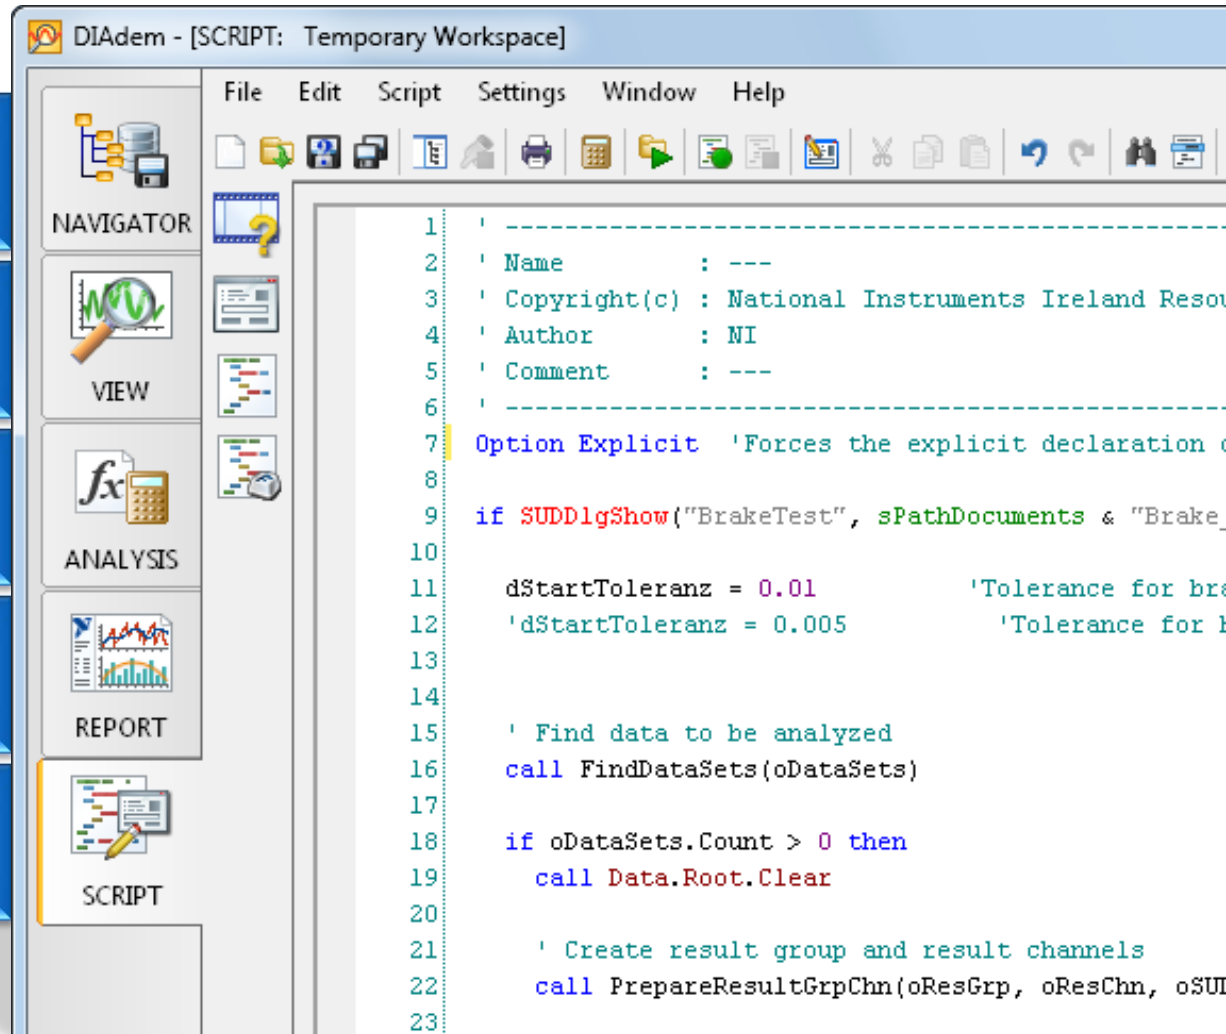 DIAdem - [SCRIPT:   Temporary Workspace]
File Edit Script Settings Window Help
NAVIGATOR
VIEW
ANALYSIS
REPORT
SCRIPT
1 ' -------------------------------------------------
2 ' Name         : ---
3 ' Copyright(c) : National Instruments Ireland
4 ' Author       : NI
5 ' Comment      : ---
6 ' -------------------------------------------------
7 Option Explicit  'Forces the explicit declaration
8
9 if SUDDlgShow("BrakeTest", sPathDocuments & "Brake_
10
11   dStartToleranz = 0.01          'Tolerance for
12   'dStartToleranz = 0.005          'Tolerance for
13
14
15   ' Find data to be analyzed
16   call FindDataSets(oDataSets)
17
18   if oDataSets.Count > 0 then
19     call Data.Root.Clear
20
21     ' Create result group and result channels
22     call PrepareResultGrpChn(oResGrp, oResChn,
23